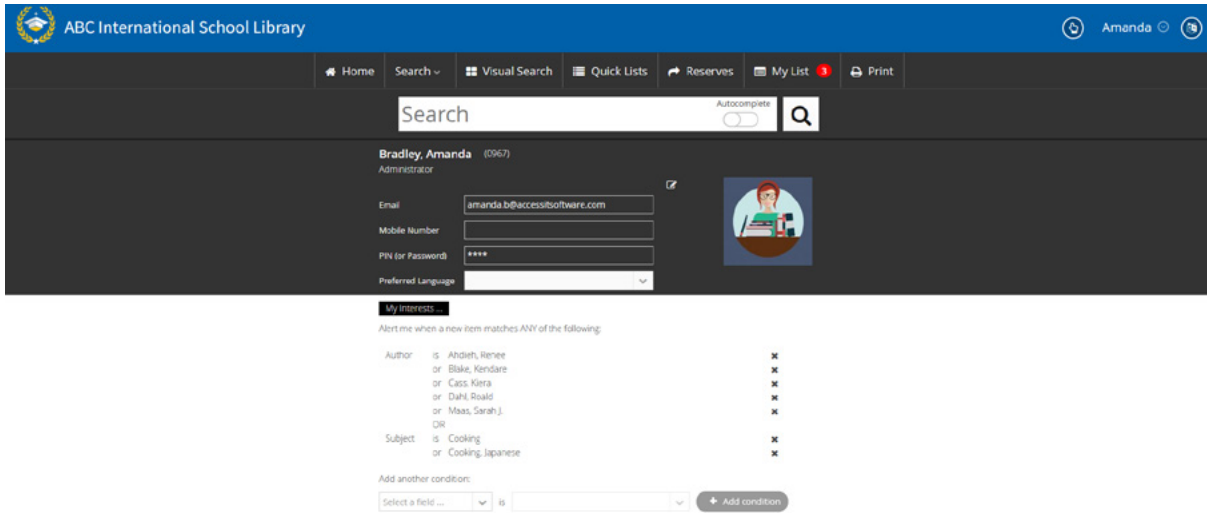 ABC International School Library
Amanda
Home Search Visual Search Quick Lists Reserves My List 3 Print
Search Autocomplete
Bradley, Amanda (0967)
Administrator
Email amanda.b@accessitsoftware.com
Mobile Number
PIN (or Password) ****
Preferred Language
My Interests ...
Alert me when a new item matches ANY of the following:
Author is Ahdieh, Renee
or Blake, Kendare
or Cass, Kiera
or Dahl, Roald
or Maas, Sarah J.
OR
Subject is Cooking
or Cooking, Japanese
Add another condition:
Select a field ... is + Add condition